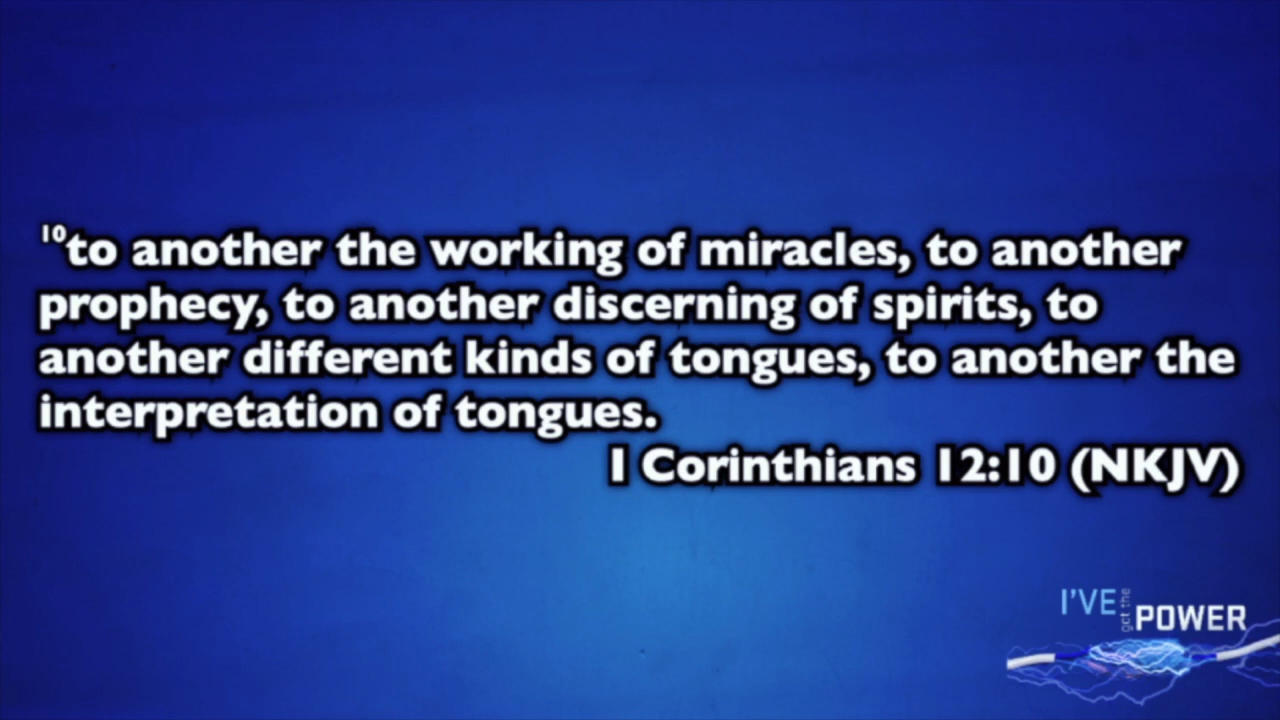 ¹⁰to another the working of miracles, to another
prophecy, to another discerning of spirits, to
another different kinds of tongues, to another the
interpretation of tongues.
I Corinthians 12:10 (NKJV)
I'VE got the POWER